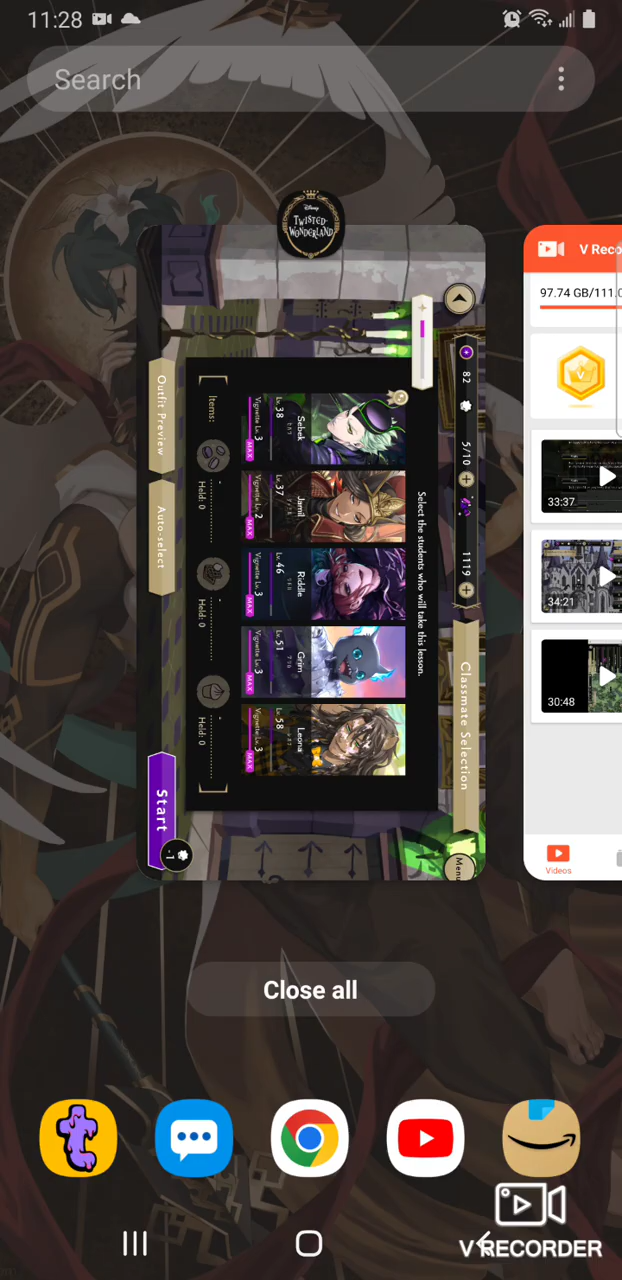 11:28
Search
Disney
TWISTED-WONDERLAND
82
5/10
1119
Classmate Selection
Menu
Select the students who will take this lesson.
Sebek
Lv.38
Vignette Lv.3
MAX
Jamil
Lv.37
Vignette Lv.2
MAX
Riddle
Lv.46
Vignette Lv.3
MAX
Grim
Lv.51
Vignette Lv.3
MAX
Leona
Lv.58
Vignette Lv.3
MAX
Items:
-
Held: 0
-
Held: 0
-
Held: 0
Outfit Preview
Auto-select
Start
-1
V Reco
97.74 GB/111.0
V
33:37
34:21
30:48
Videos
Close all
t
V RECORDER